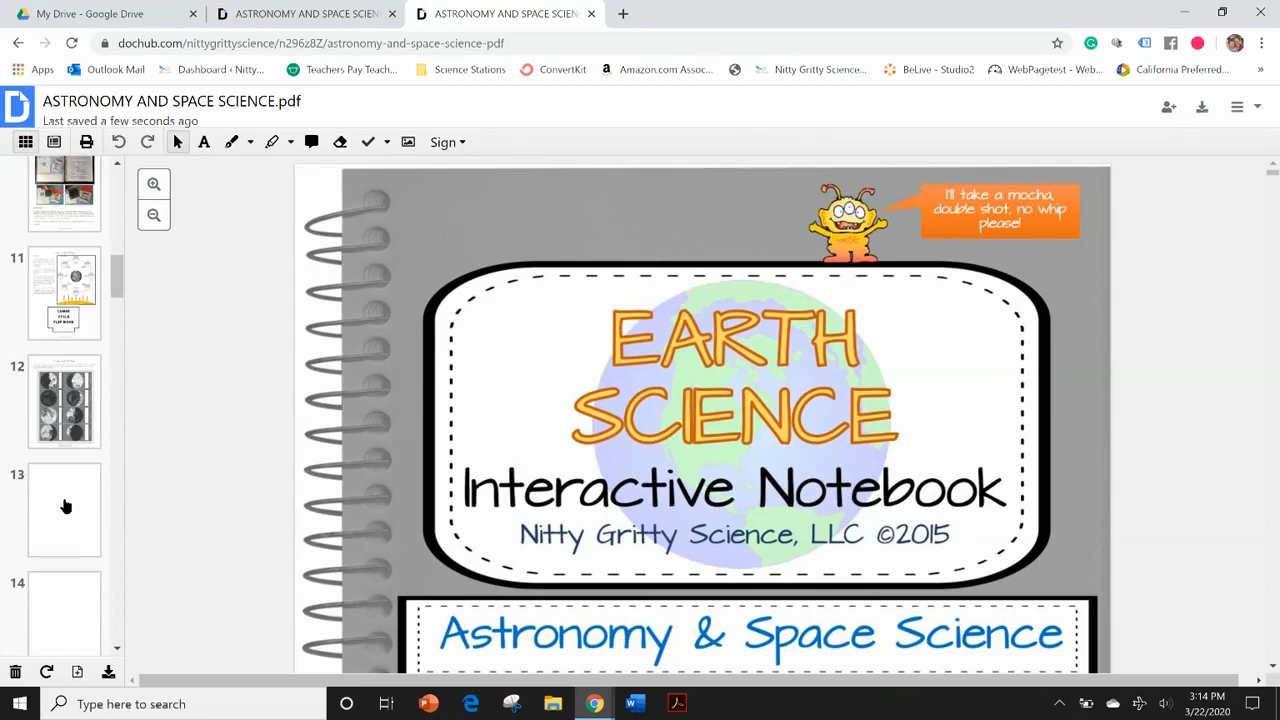 My Drive - Google Drive
ASTRONOMY AND SPACE SCIEN
ASTRONOMY AND SPACE SCIEN
dochub.com/nittygrittyscience/n296z8Z/astronomy-and-space-science-pdf
Apps
Outlook Mail
Dashboard ‹ Nitty...
Teachers Pay Teach...
Science Stations
ConvertKit
Amazon.com Assoc...
Nitty Gritty Science...
BeLive - Studio2
WebPagetest - Web...
California Preferred...
»
ASTRONOMY AND SPACE SCIENCE.pdf
Last saved a few seconds ago
Sign
11
LUNAR
CYCLE
FLIP BOOK
12
13
14
I'll take a mocha,
double shot, no whip
please!
EARTH
SCIENCE
Interactive Notebook
Nitty Gritty Science, LLC ©2015
Astronomy & Space Science
Type here to search
3:14 PM
3/22/2020